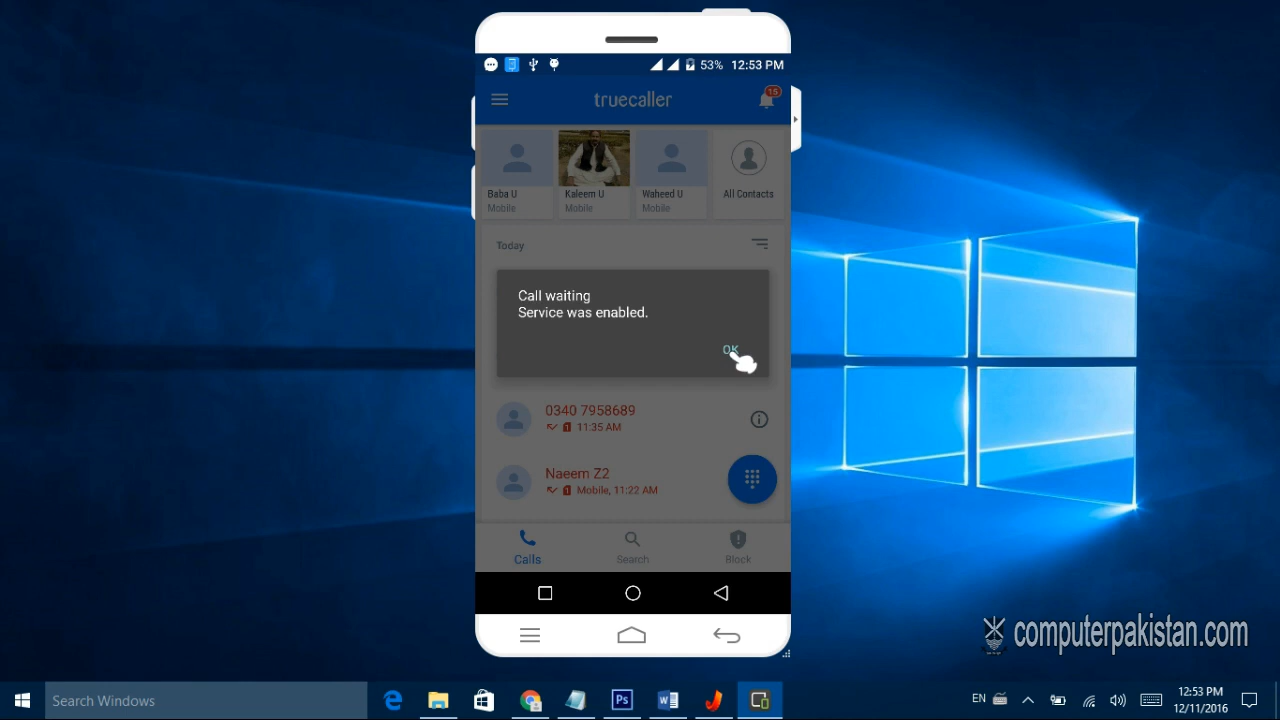 53% 12:53 PM
truecaller
15
Baba U
Mobile
Kaleem U
Mobile
Waheed U
Mobile
All Contacts
Today
Call waiting
Service was enabled.
OK
0340 7958689
1 11:35 AM
Naeem Z2
1 Mobile, 11:22 AM
Calls
Search
Block
computerpakistan.com
Search Windows
EN
12:53 PM
12/11/2016